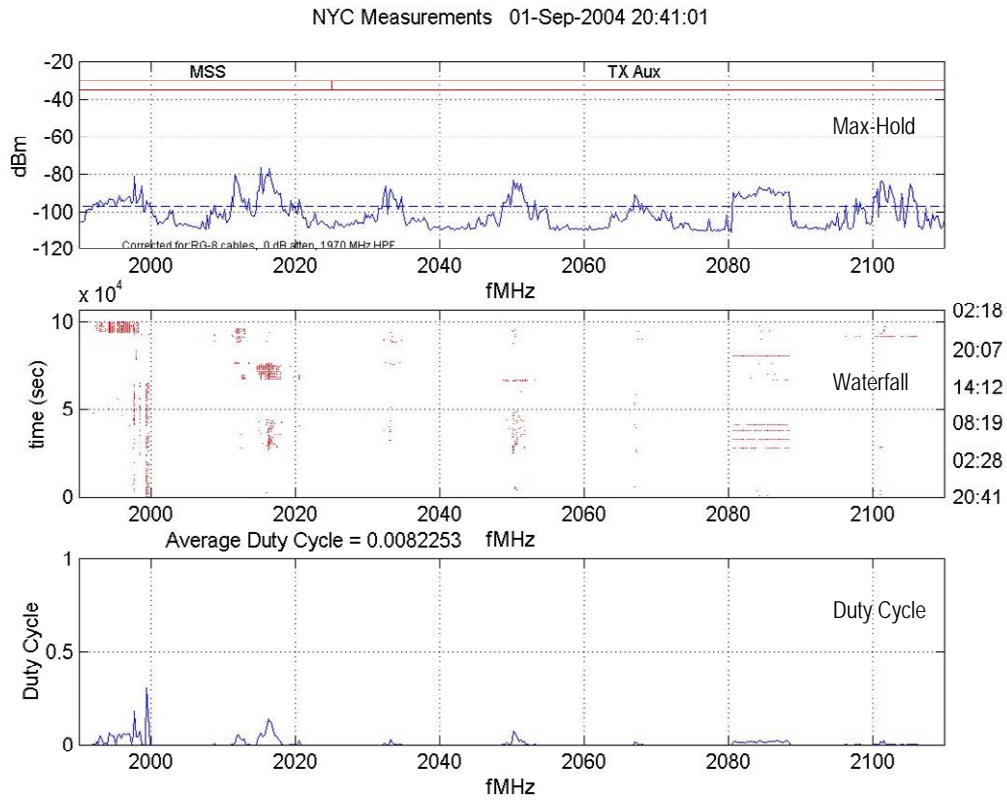 NYC Measurements 01-Sep-2004 20:41:01
-20
MSS
TX Aux
-40
-60
Max-Hold
dBm
-80
-100
-120
Corrected for RG-8 cables, 0 dB atten, 1970 MHz HPF
2000 2020 2040 2060 2080 2100
fMHz
x 10^4
10
5
0
time (sec)
Waterfall
02:18
20:07
14:12
08:19
02:28
20:41
2000 2020 2040 2060 2080 2100
Average Duty Cycle = 0.0082253 fMHz
1
0.5
0
Duty Cycle
Duty Cycle
2000 2020 2040 2060 2080 2100
fMHz